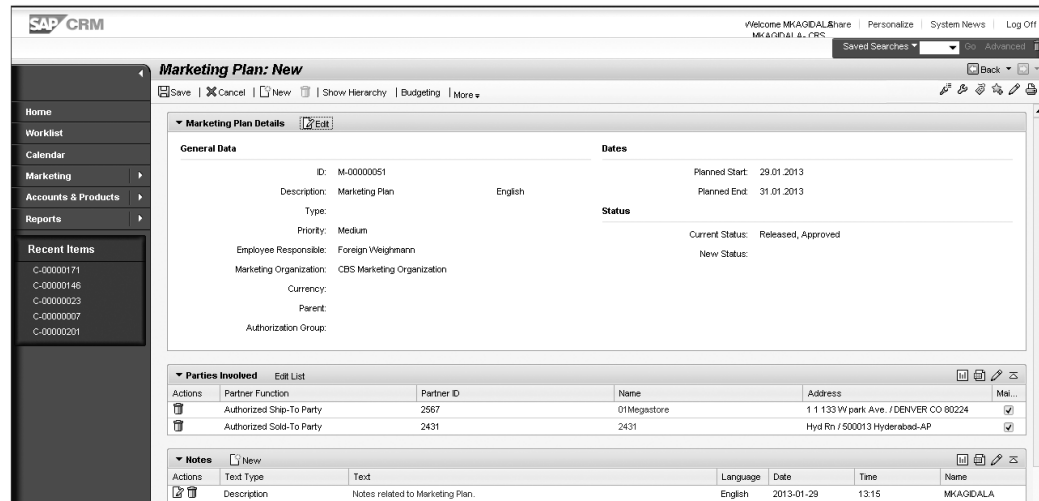 SAP CRM
Welcome MKAGIDALA Share Personalize System News Log Off
MKAGIDALA- CRS
Saved Searches Go Advanced
Marketing Plan: New Back
Save | Cancel | New | Show Hierarchy | Budgeting | More
Home
Worklist
Calendar
Marketing
Accounts & Products
Reports
Recent Items
C-00000171
C-00000146
C-00000023
C-00000007
C-00000201
Marketing Plan Details Edit
General Data
ID: M-00000051
Description: Marketing Plan English
Type:
Priority: Medium
Employee Responsible: Foreign Weighmann
Marketing Organization: CBS Marketing Organization
Currency:
Parent:
Authorization Group:
Dates
Planned Start: 29.01.2013
Planned End: 31.01.2013
Status
Current Status: Released, Approved
New Status:
Parties Involved Edit List
Actions Partner Function Partner ID Name Address Mai...
Authorized Ship-To Party 2567 01Megastore 1 1 133 W park Ave. / DENVER CO 80224
Authorized Sold-To Party 2431 2431 Hyd Rn / 500013 Hyderabad-AP
Notes New
Actions Text Type Text Language Date Time Name
Description Notes related to Marketing Plan. English 2013-01-29 13:15 MKAGIDALA